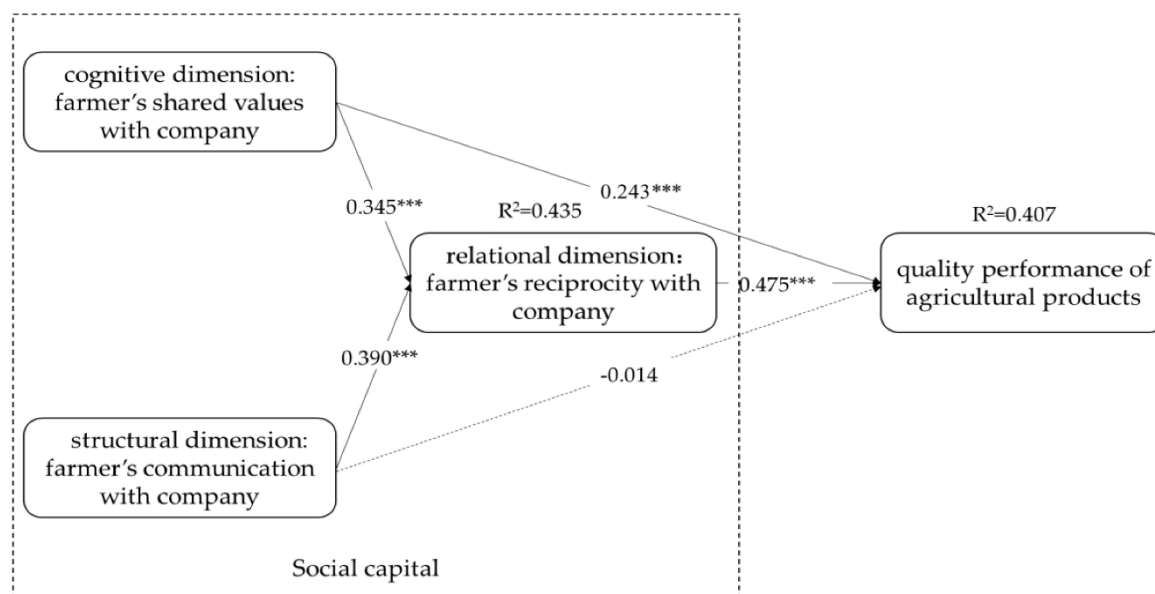 cognitive dimension:
farmer's shared values
with company
0.243***
0.345***
R²=0.435
R²=0.407
relational dimension:
farmer's reciprocity with
company
0.475***
quality performance of
agricultural products
0.390***
-0.014
structural dimension:
farmer's communication
with company
Social capital